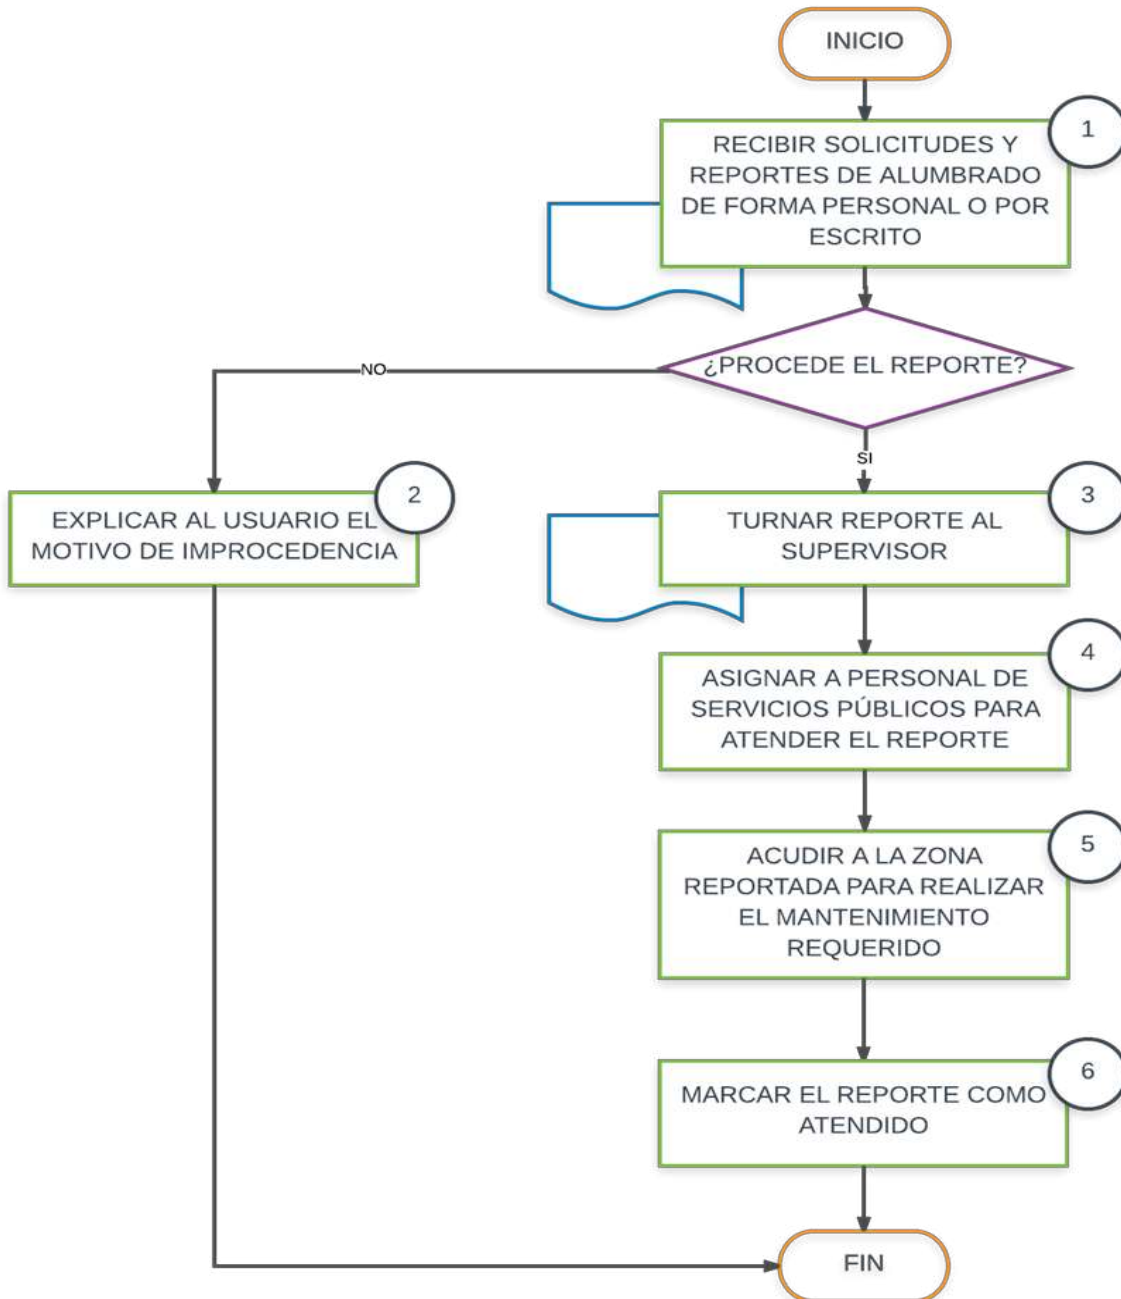 INICIO
1
RECIBIR SOLICITUDES Y
REPORTES DE ALUMBRADO
DE FORMA PERSONAL O POR
ESCRITO
¿PROCEDE EL REPORTE?
NO
SI
2
EXPLICAR AL USUARIO EL
MOTIVO DE IMPROCEDENCIA
3
TURNAR REPORTE AL
SUPERVISOR
4
ASIGNAR A PERSONAL DE
SERVICIOS PÚBLICOS PARA
ATENDER EL REPORTE
5
ACUDIR A LA ZONA
REPORTADA PARA REALIZAR
EL MANTENIMIENTO
REQUERIDO
6
MARCAR EL REPORTE COMO
ATENDIDO
FIN